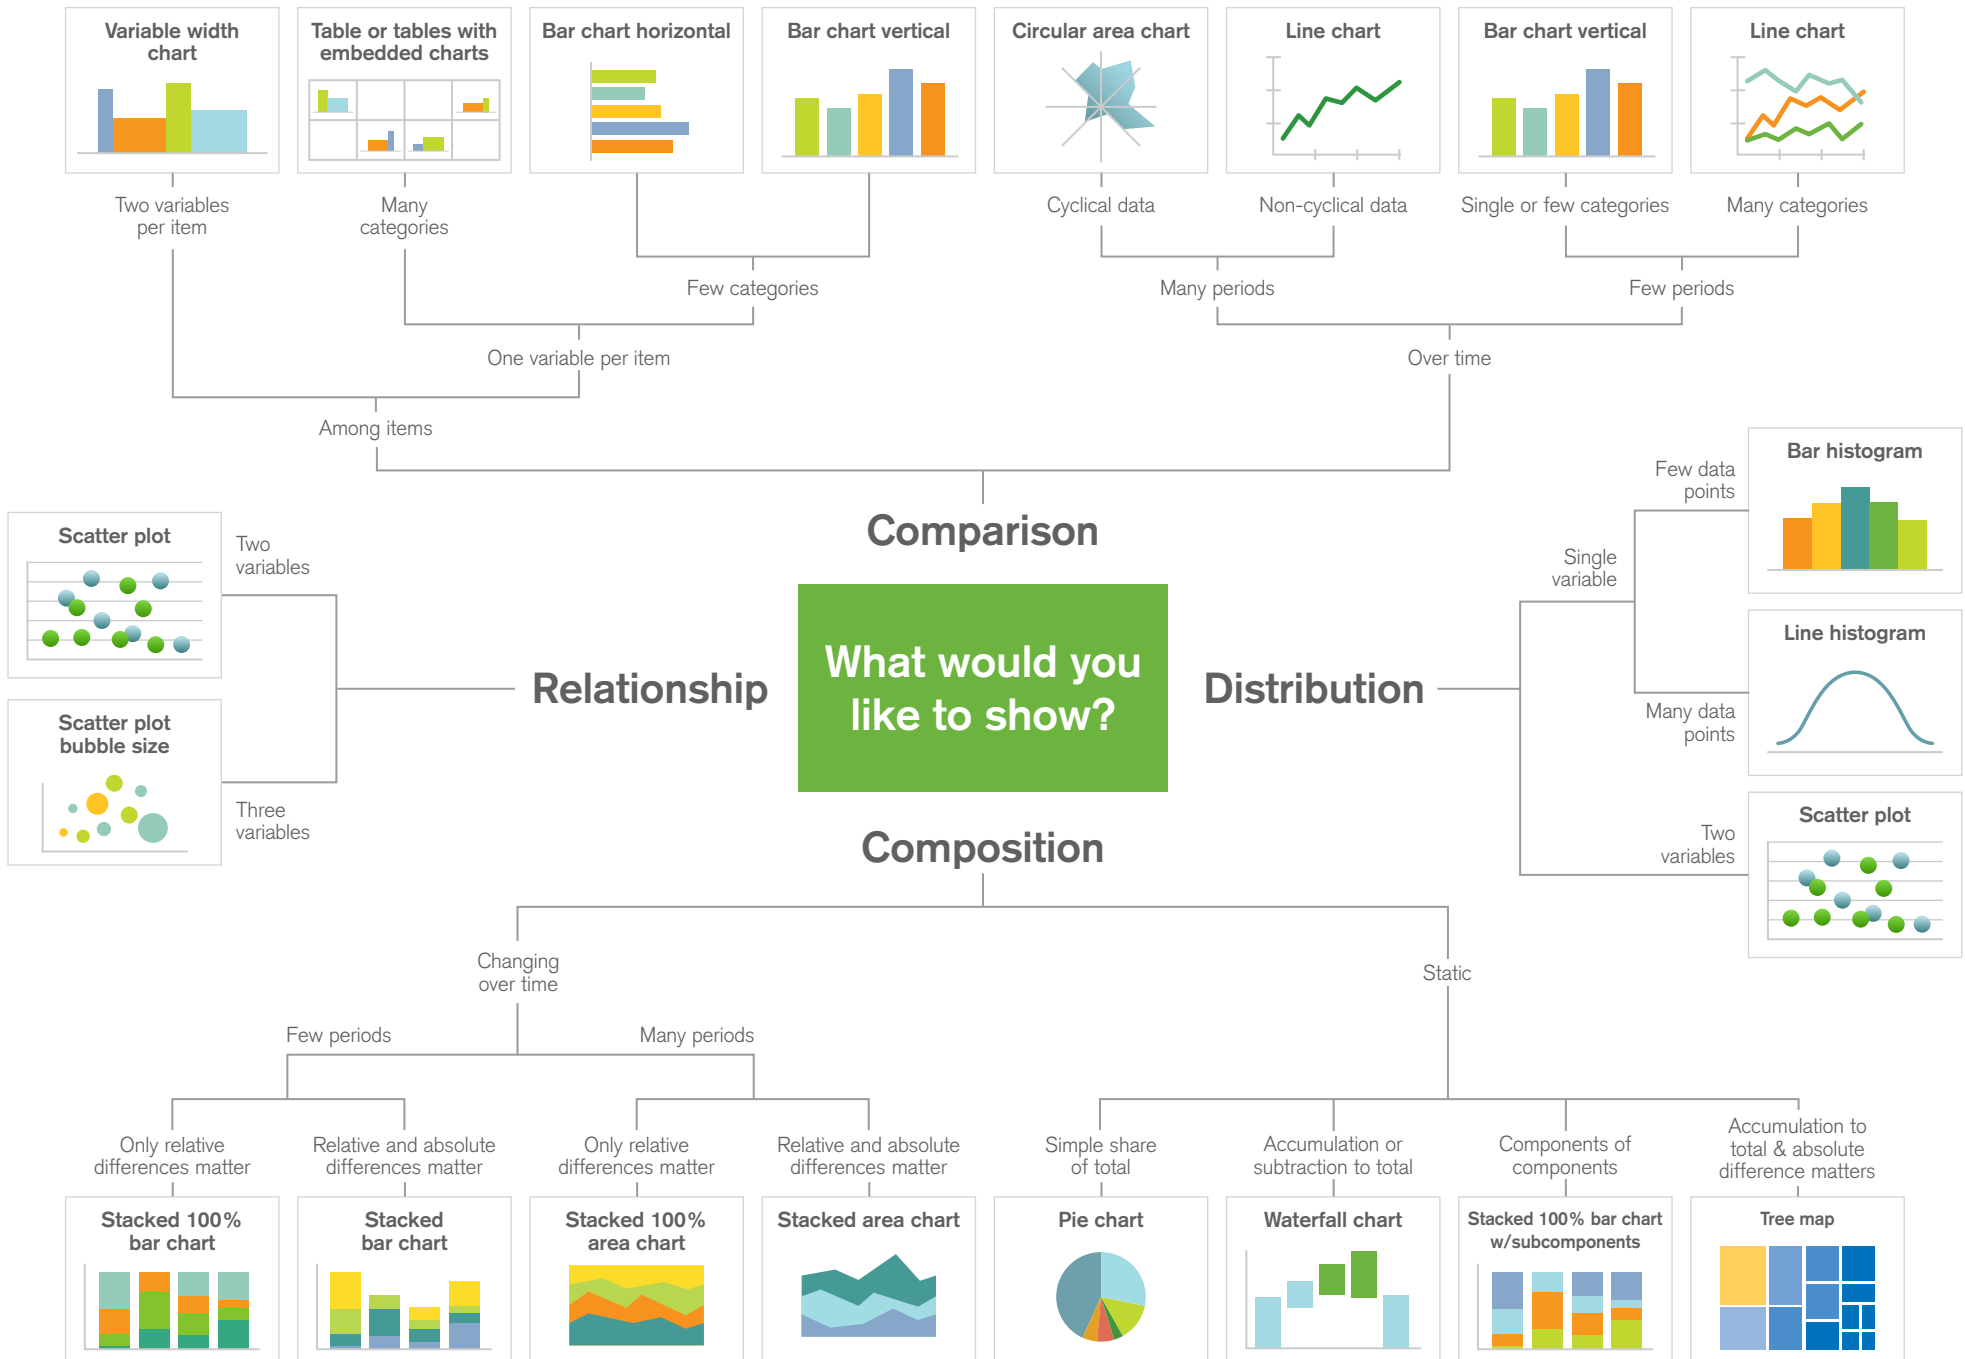 Variable width
chart
Table or tables with
embedded charts
Bar chart horizontal
Bar chart vertical
Circular area chart
Line chart
Bar chart vertical
Line chart
Two variables
per item
Many
categories
Cyclical data
Non-cyclical data
Single or few categories
Many categories
Few categories
Many periods
Few periods
One variable per item
Over time
Among items
Comparison
What would you
like to show?
Relationship
Two
variables
Scatter plot
Scatter plot
bubble size
Three
variables
Distribution
Single
variable
Few data
points
Bar histogram
Line histogram
Many data
points
Two
variables
Scatter plot
Composition
Changing
over time
Static
Few periods
Many periods
Only relative
differences matter
Relative and absolute
differences matter
Only relative
differences matter
Relative and absolute
differences matter
Simple share
of total
Accumulation or
subtraction to total
Components of
components
Accumulation to
total & absolute
difference matters
Stacked 100%
bar chart
Stacked
bar chart
Stacked 100%
area chart
Stacked area chart
Pie chart
Waterfall chart
Stacked 100% bar chart
w/subcomponents
Tree map